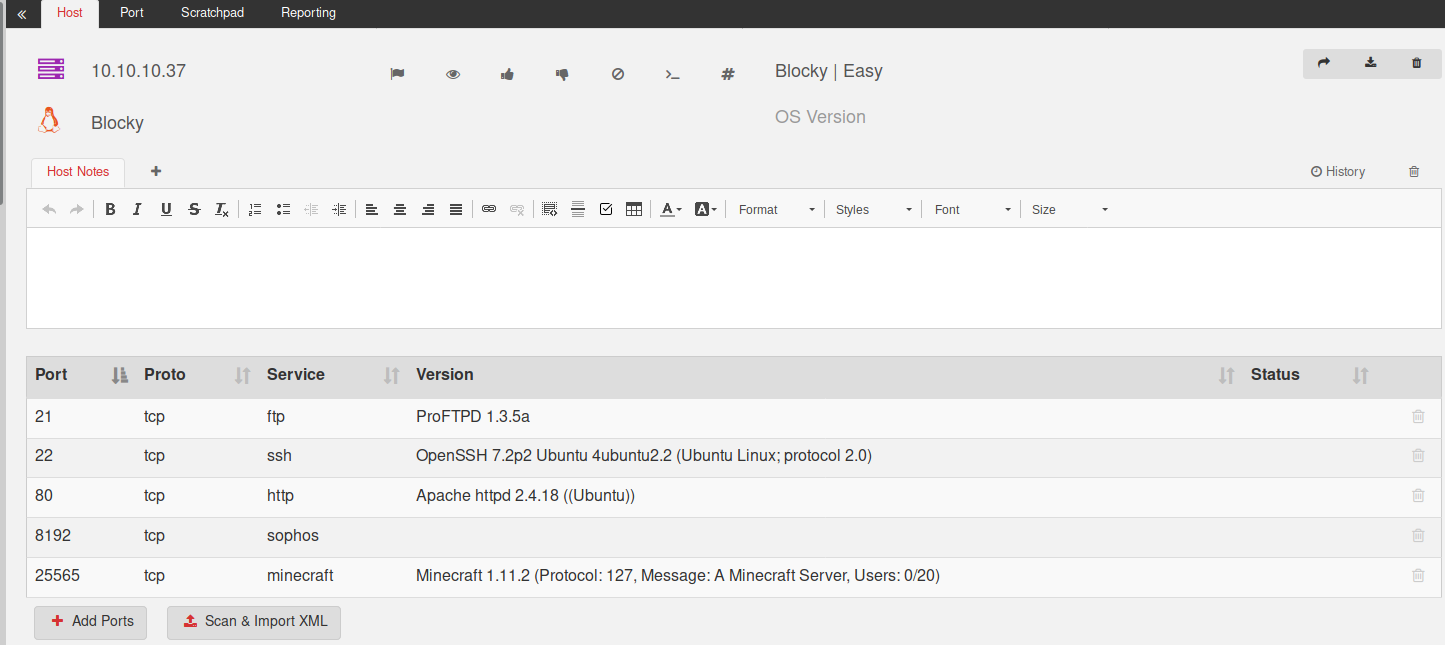 « Host Port Scratchpad Reporting
10.10.10.37 Blocky | Easy
Blocky OS Version
Host Notes History
B I U S Tx A A Format Styles Font Size
Port Proto Service Version Status
21 tcp ftp ProFTPD 1.3.5a
22 tcp ssh OpenSSH 7.2p2 Ubuntu 4ubuntu2.2 (Ubuntu Linux; protocol 2.0)
80 tcp http Apache httpd 2.4.18 ((Ubuntu))
8192 tcp sophos
25565 tcp minecraft Minecraft 1.11.2 (Protocol: 127, Message: A Minecraft Server, Users: 0/20)
Add Ports Scan & Import XML